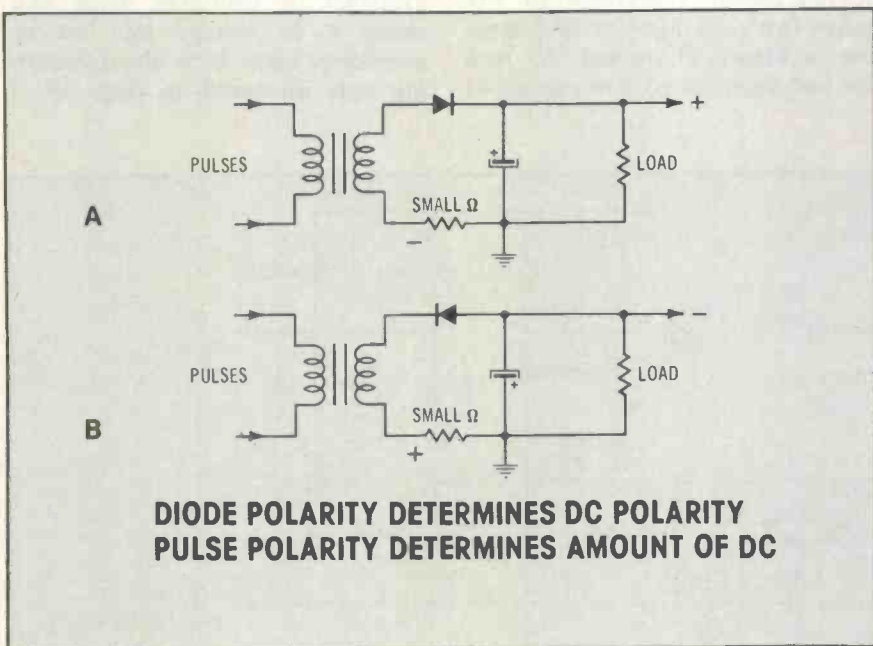 +
PULSES
LOAD
SMALL Ω
A
−
PULSES
−
+
LOAD
SMALL Ω
B
+
DIODE POLARITY DETERMINES DC POLARITY
PULSE POLARITY DETERMINES AMOUNT OF DC